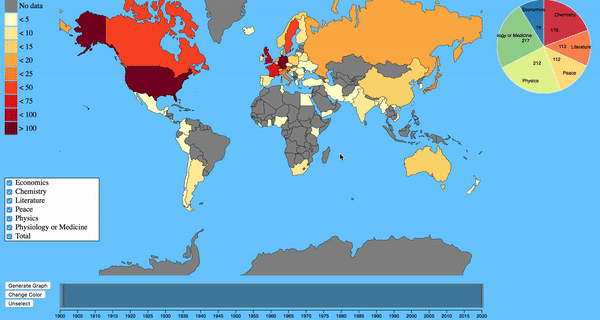 No data
< 5
< 10
< 15
< 20
< 25
< 50
< 75
< 100
> 100
Economics
79
Chemistry
176
Literature
113
Peace
112
Physics
212
ogy or Medicine
217
Economics
Chemistry
Literature
Peace
Physics
Physiology or Medicine
Total
Generate Graph
Change Color
Unselect
1900 1905 1910 1915 1920 1925 1930 1935 1940 1945 1950 1955 1960 1965 1970 1975 1980 1985 1990 1995 2000 2005 2010 2015 2020